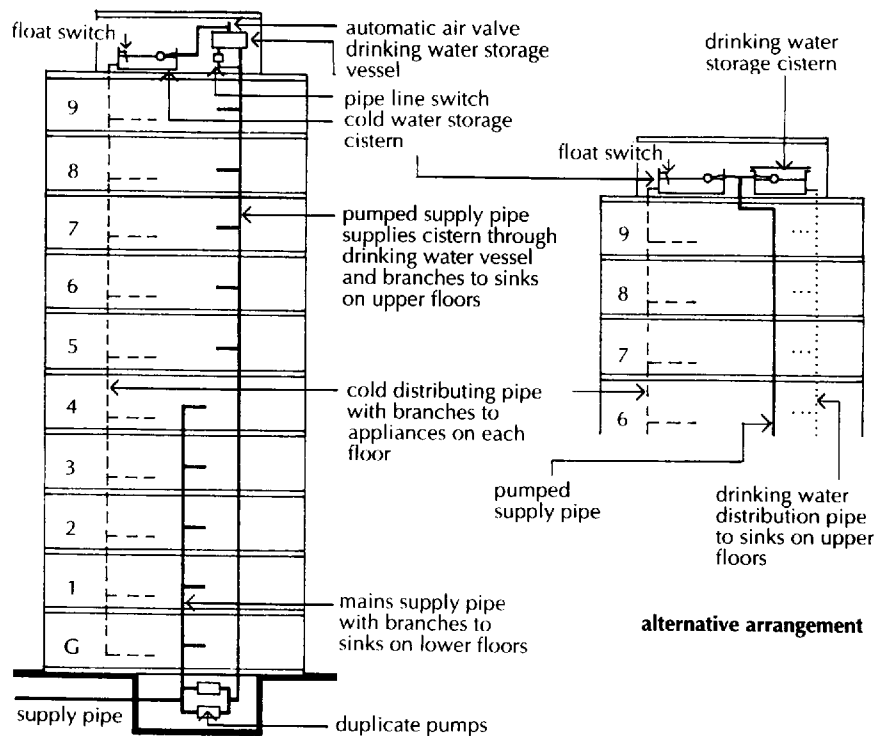 float switch
automatic air valve
drinking water storage
vessel
pipe line switch
cold water storage
cistern
9
8
7
6
5
4
3
2
1
G
pumped supply pipe
supplies cistern through
drinking water vessel
and branches to sinks
on upper floors
cold distributing pipe
with branches to
appliances on each
floor
mains supply pipe
with branches to
sinks on lower floors
supply pipe
duplicate pumps
drinking water
storage cistern
float switch
9
8
7
6
pumped
supply pipe
drinking water
distribution pipe
to sinks on upper
floors
alternative arrangement